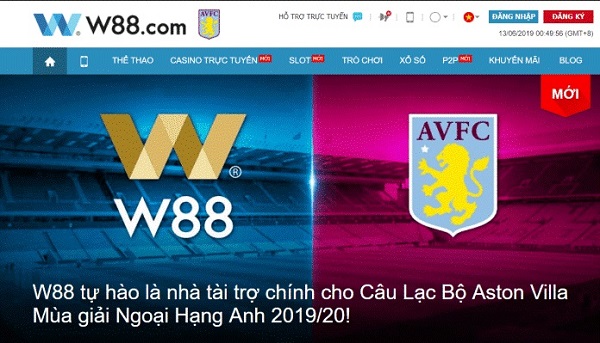 W88.com
AVFC
HỖ TRỢ TRỰC TUYẾN
ĐĂNG NHẬP
ĐĂNG KÝ
13/06/2019 00:49:56 (GMT+8)
THỂ THAO
CASINO TRỰC TUYẾN MỚI
SLOT MỚI
TRÒ CHƠI
XỔ SỐ
P2P MỚI
KHUYẾN MÃI
BLOG
MỚI
W ®
W88
AVFC
W88 tự hào là nhà tài trợ chính cho Câu Lạc Bộ Aston Villa
Mùa giải Ngoại Hạng Anh 2019/20!